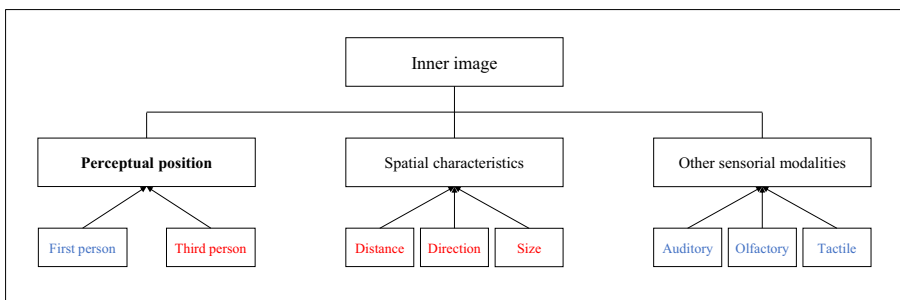 Inner image
Perceptual position
Spatial characteristics
Other sensorial modalities
First person
Third person
Distance
Direction
Size
Auditory
Olfactory
Tactile